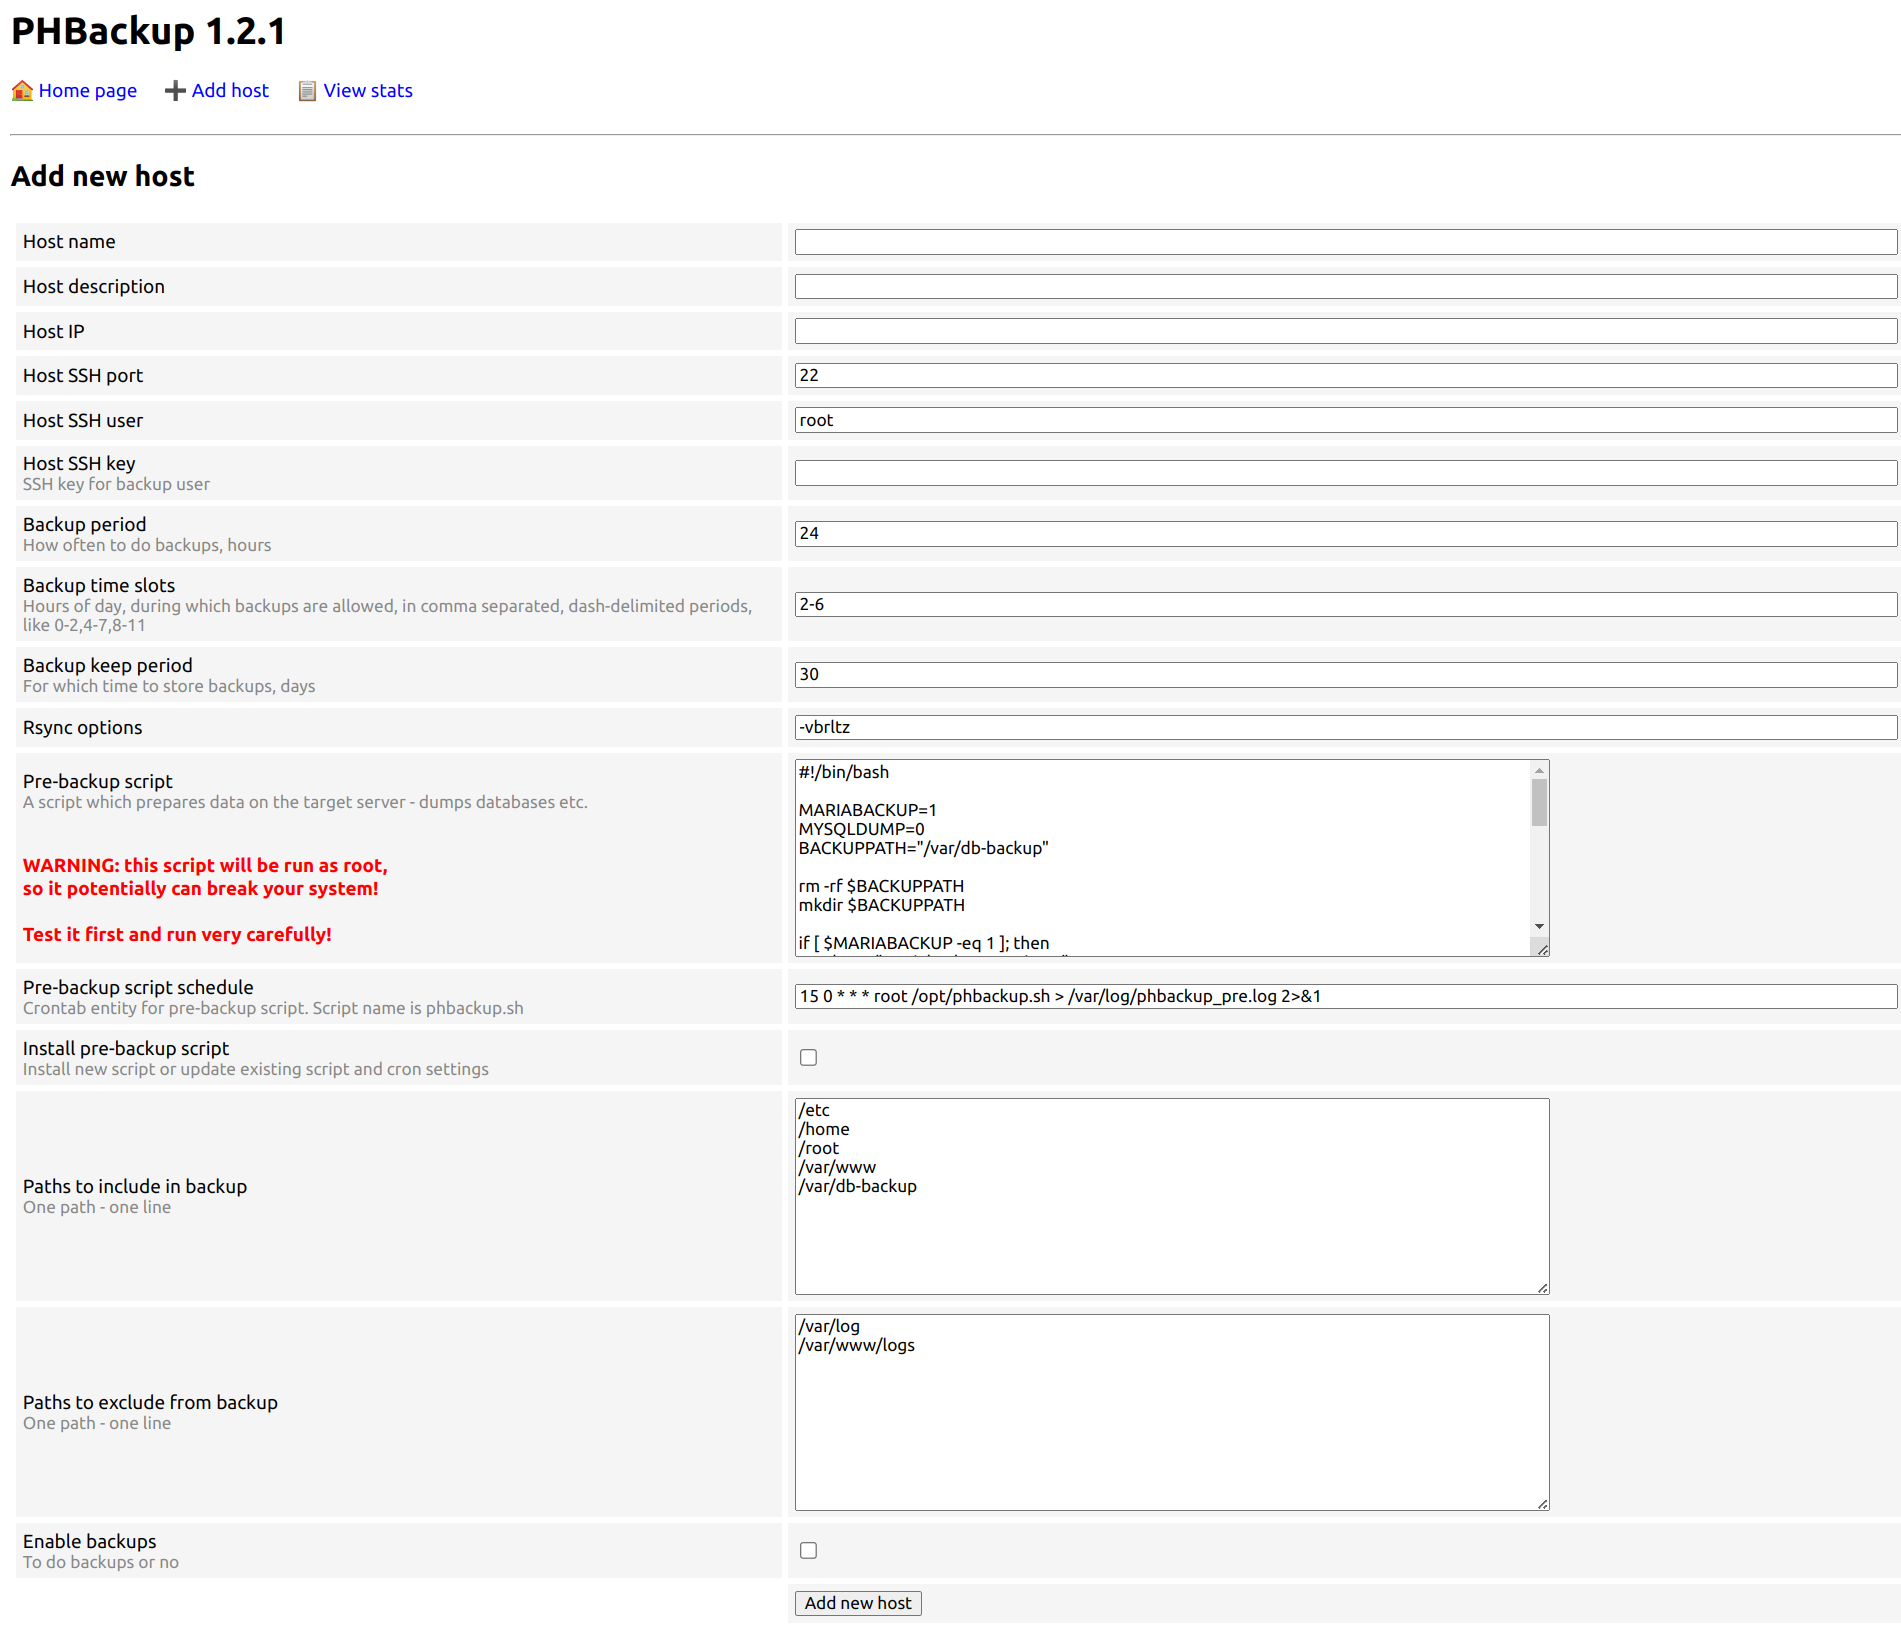 PHBackup 1.2.1
Home page Add host View stats
Add new host
Host name
Host description
Host IP
Host SSH port
22
Host SSH user
root
Host SSH key
SSH key for backup user
Backup period
How often to do backups, hours
24
Backup time slots
Hours of day, during which backups are allowed, in comma separated, dash-delimited periods,
like 0-2,4-7,8-11
2-6
Backup keep period
For which time to store backups, days
30
Rsync options
-vbrltz
Pre-backup script
A script which prepares data on the target server - dumps databases etc.
WARNING: this script will be run as root,
so it potentially can break your system!
Test it first and run very carefully!
#!/bin/bash
MARIABACKUP=1
MYSQLDUMP=0
BACKUPPATH="/var/db-backup"
rm -rf $BACKUPPATH
mkdir $BACKUPPATH
if [ $MARIABACKUP -eq 1 ]; then
Pre-backup script schedule
Crontab entity for pre-backup script. Script name is phbackup.sh
15 0 * * * root /opt/phbackup.sh > /var/log/phbackup_pre.log 2>&1
Install pre-backup script
Install new script or update existing script and cron settings
Paths to include in backup
One path - one line
/etc
/home
/root
/var/www
/var/db-backup
Paths to exclude from backup
One path - one line
/var/log
/var/www/logs
Enable backups
To do backups or no
Add new host